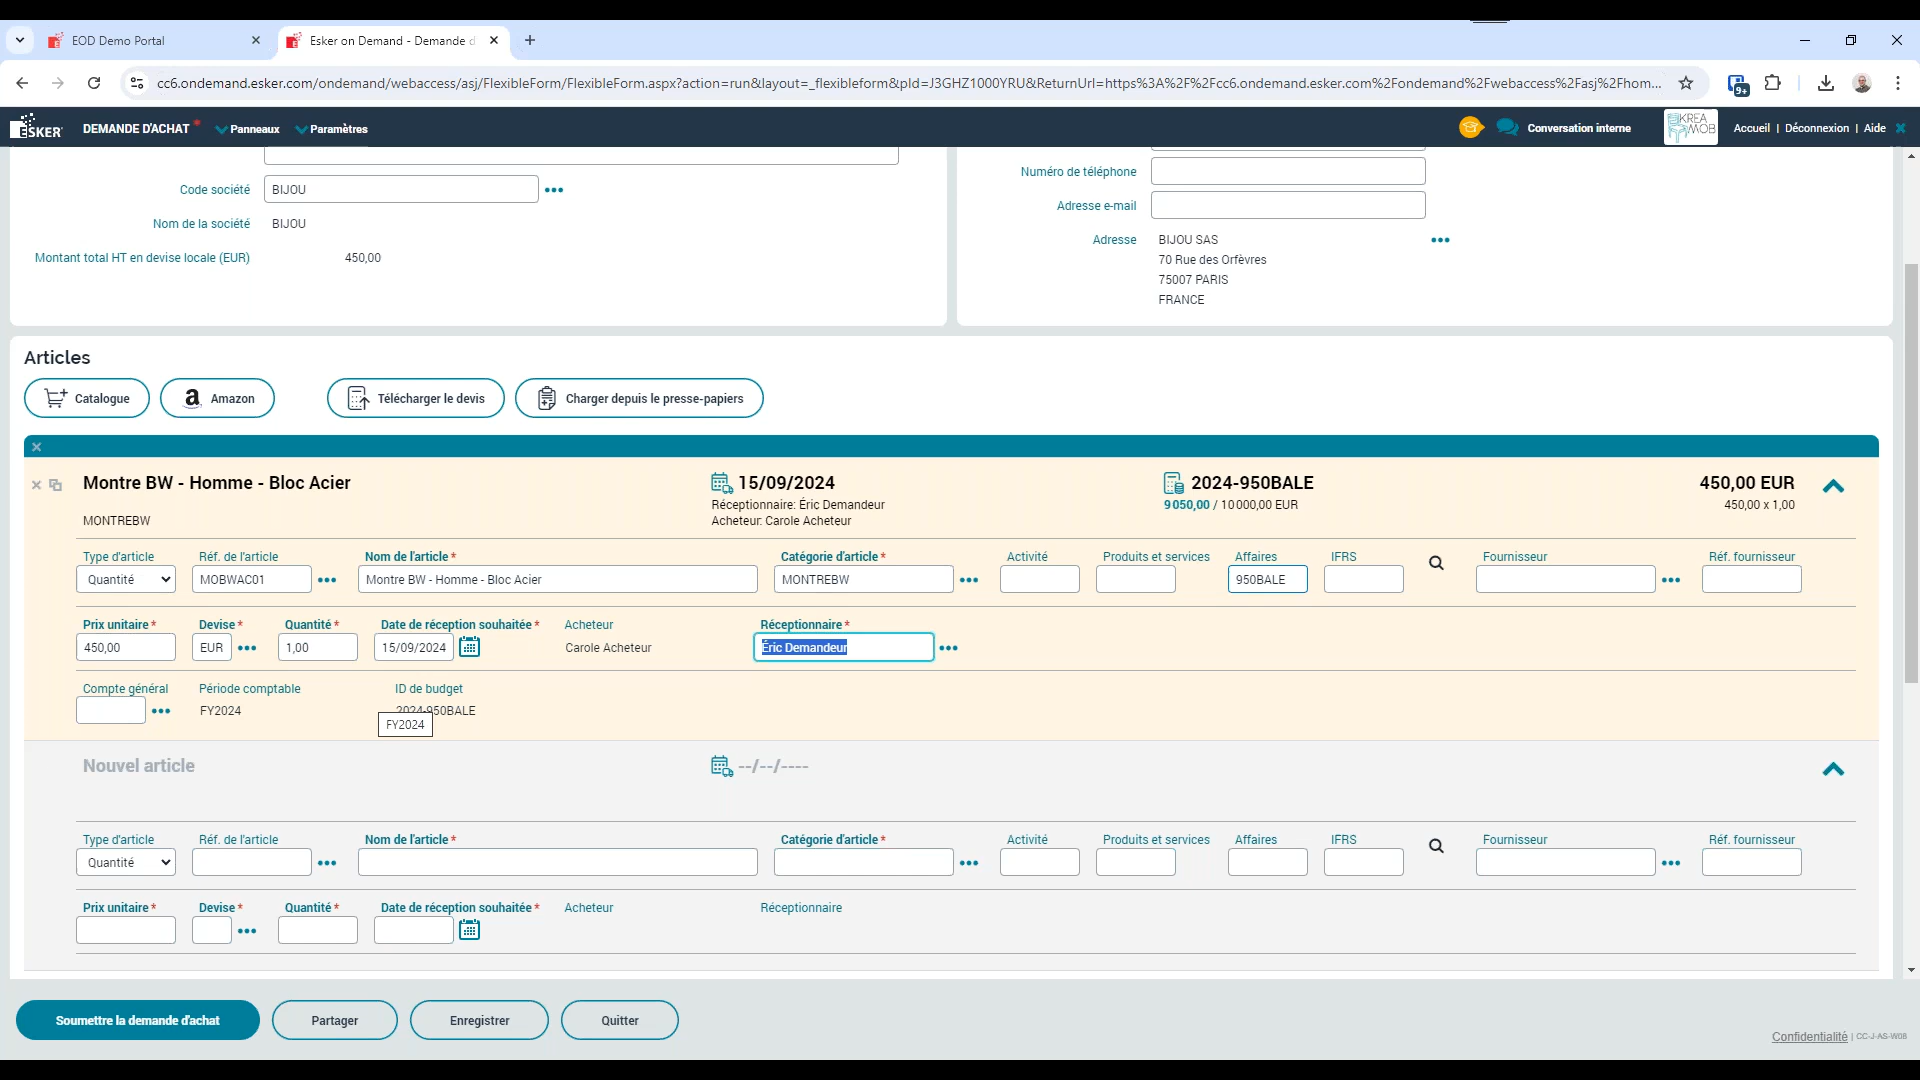 EOD Demo Portal
Esker on Demand - Demande d
cc6.ondemand.esker.com/ondemand/webaccess/asj/FlexibleForm/FlexibleForm.aspx?action=run&layout=_flexibleform&pId=J3GHZ1000YRU&ReturnUrl=https%3A%2F%2Fcc6.ondemand.esker.com%2Fondemand%2Fwebaccess%2Fasj%2Fhom...
9+
ESKER DEMANDE D'ACHAT * Panneaux Paramètres
Conversation interne KREA MOB Accueil | Déconnexion | Aide
Code société BIJOU
Nom de la société BIJOU
Montant total HT en devise locale (EUR) 450,00
Numéro de téléphone
Adresse e-mail
Adresse BIJOU SAS
70 Rue des Orfèvres
75007 PARIS
FRANCE
Articles
Catalogue Amazon Télécharger le devis Charger depuis le presse-papiers
Montre BW - Homme - Bloc Acier 15/09/2024 2024-950BALE 450,00 EUR
Réceptionnaire: Éric Demandeur 9 050,00 / 10 000,00 EUR 450,00 x 1,00
MONTREBW Acheteur: Carole Acheteur
Type d'article Réf. de l'article Nom de l'article * Catégorie d'article * Activité Produits et services Affaires IFRS Fournisseur Réf. fournisseur
Quantité MOBWAC01 Montre BW - Homme - Bloc Acier MONTREBW 950BALE
Prix unitaire * Devise * Quantité * Date de réception souhaitée * Acheteur Réceptionnaire *
450,00 EUR 1,00 15/09/2024 Carole Acheteur Éric Demandeur
Compte général Période comptable ID de budget
FY2024 2024-950BALE
FY2024
Nouvel article --/--/----
Type d'article Réf. de l'article Nom de l'article * Catégorie d'article * Activité Produits et services Affaires IFRS Fournisseur Réf. fournisseur
Quantité
Prix unitaire * Devise * Quantité * Date de réception souhaitée * Acheteur Réceptionnaire
Soumettre la demande d'achat Partager Enregistrer Quitter
Confidentialité | CC-J-AS-W08